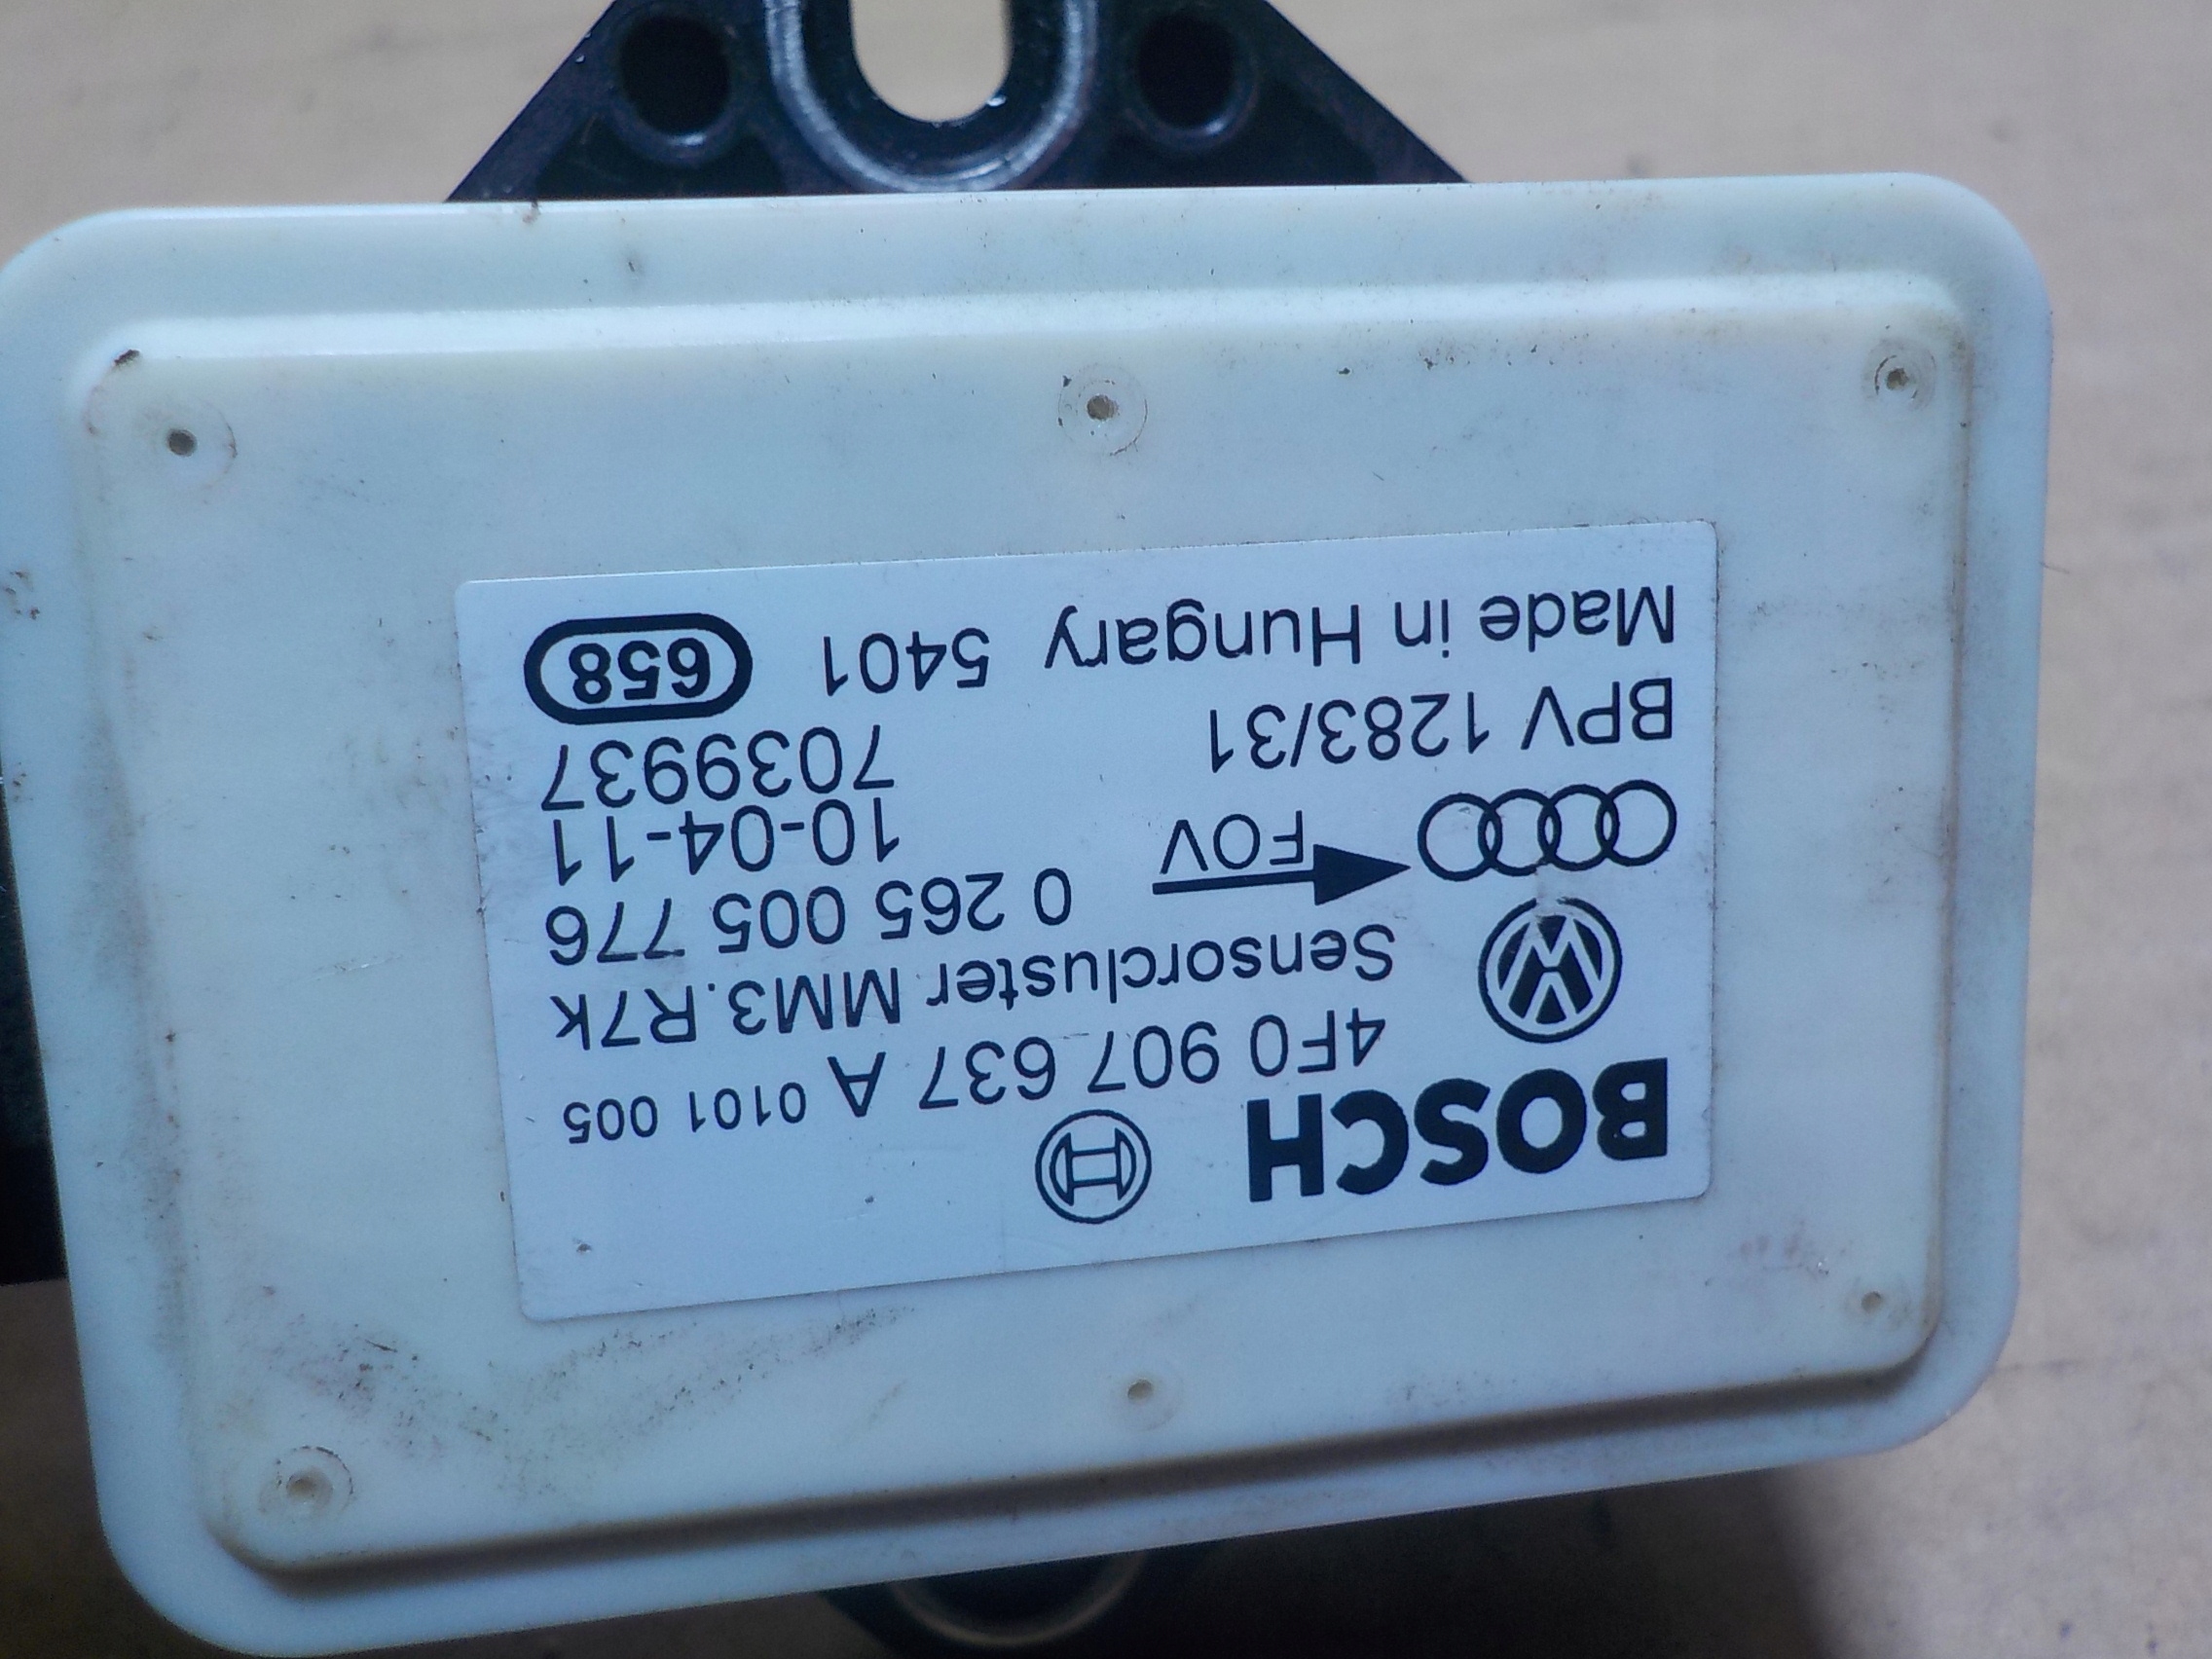 BOSCH
4F0 907 637 A 0101 005
Sensorcluster MM3.R7k
0 265 005 776
FOV
10-04-11
BPV 1283/31 7039937
Made in Hungary 5401 658